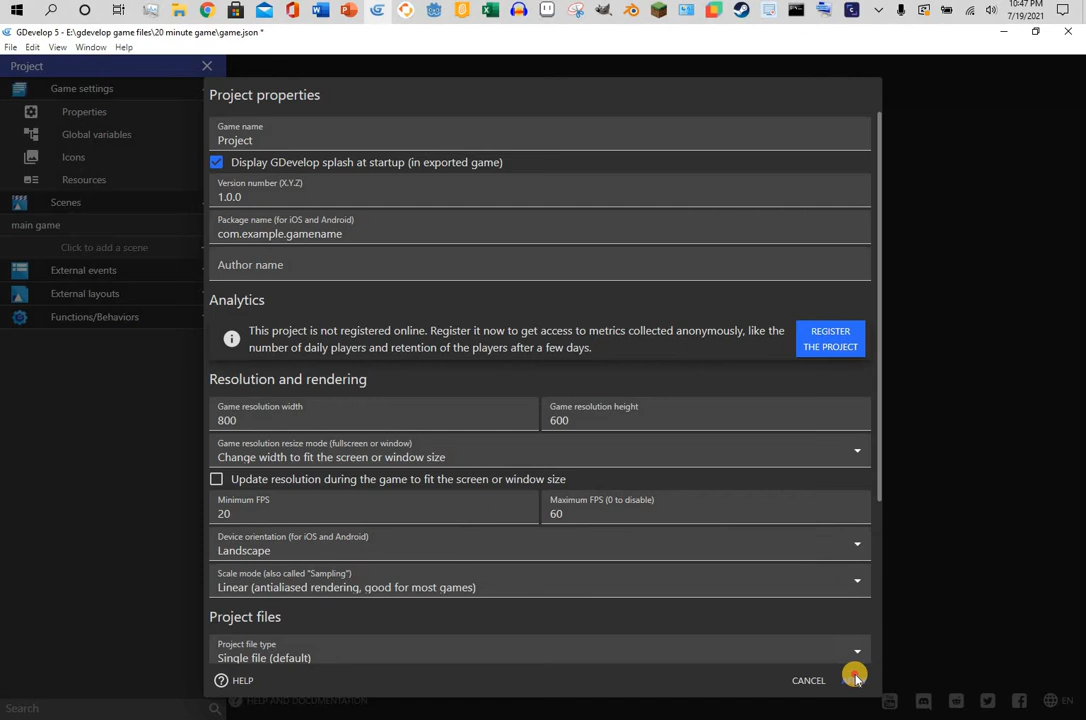 10:47 PM
7/19/2021
GDevelop 5 - E:\gdevelop game files\20 minute game\game.json *
File Edit View Window Help
Project
Game settings
Properties
Global variables
Icons
Resources
Scenes
main game
Click to add a scene
External events
External layouts
Functions/Behaviors
Search
Project properties
Game name
Project
Display GDevelop splash at startup (in exported game)
Version number (X.Y.Z)
1.0.0
Package name (for iOS and Android)
com.example.gamename
Author name
Analytics
This project is not registered online. Register it now to get access to metrics collected anonymously, like the
number of daily players and retention of the players after a few days.
REGISTER
THE PROJECT
Resolution and rendering
Game resolution width
800
Game resolution height
600
Game resolution resize mode (fullscreen or window)
Change width to fit the screen or window size
Update resolution during the game to fit the screen or window size
Minimum FPS
20
Maximum FPS (0 to disable)
60
Device orientation (for iOS and Android)
Landscape
Scale mode (also called "Sampling")
Linear (antialiased rendering, good for most games)
Project files
Project file type
Single file (default)
HELP
CANCEL
HELP AND DOCUMENTATION
EN